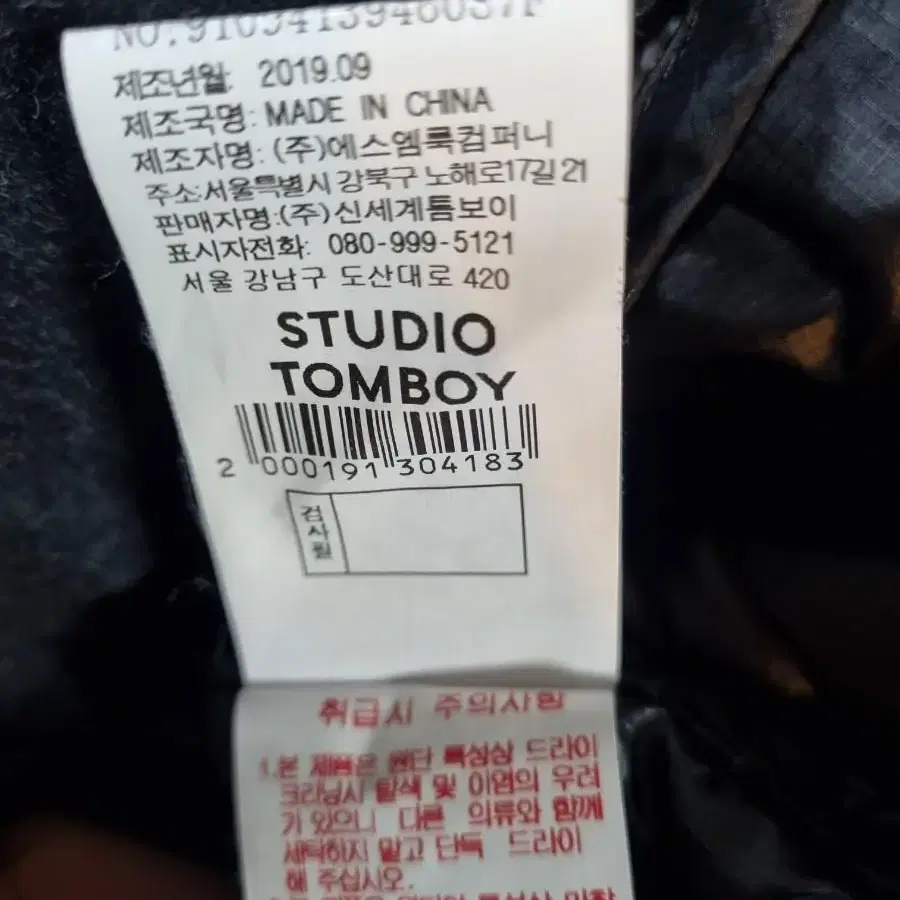 제조년월: 2019.09
제조국명: MADE IN CHINA
제조자명: (주)에스엠룩컴퍼니
주소:서울특별시 강북구 노해로17길 21
판매자명:(주)신세계톰보이
표시자전화: 080-999-5121
서울 강남구 도산대로 420
STUDIO
TOMBOY
2 000191 304183
검사필
취급시 주의사항
1.본 제품은 원단 특성상 드라이
크리닝시 탈색 및 이염의 우려
가 있으니 다른 의류와 함께
세탁하지 말고 단독 드라이
해 주십시오.